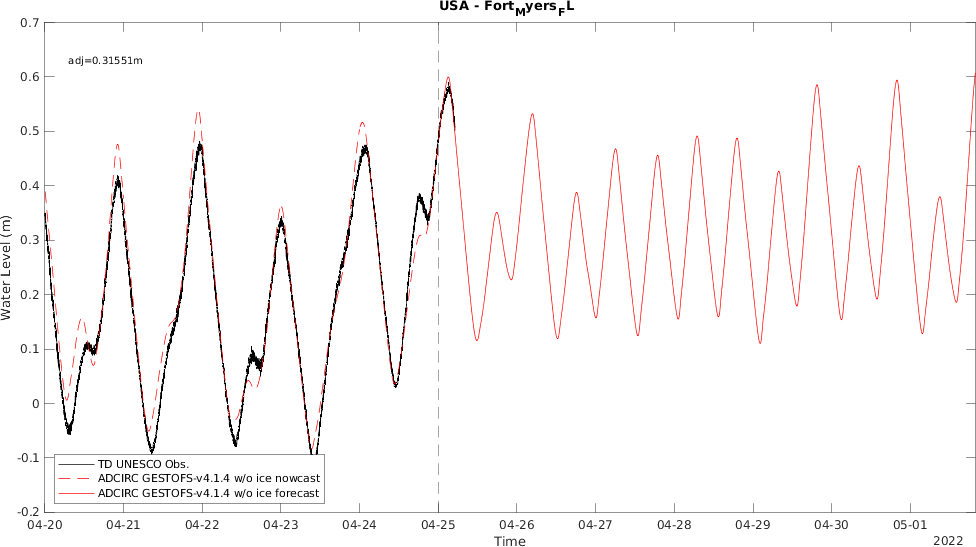 USA - Fort_Myers_FL
adj=0.31551m
0.7
0.6
0.5
0.4
0.3
0.2
0.1
0
-0.1
-0.2
Water Level (m)
TD UNESCO Obs.
ADCIRC GESTOFS-v4.1.4 w/o ice nowcast
ADCIRC GESTOFS-v4.1.4 w/o ice forecast
04-20 04-21 04-22 04-23 04-24 04-25 04-26 04-27 04-28 04-29 04-30 05-01
Time
2022